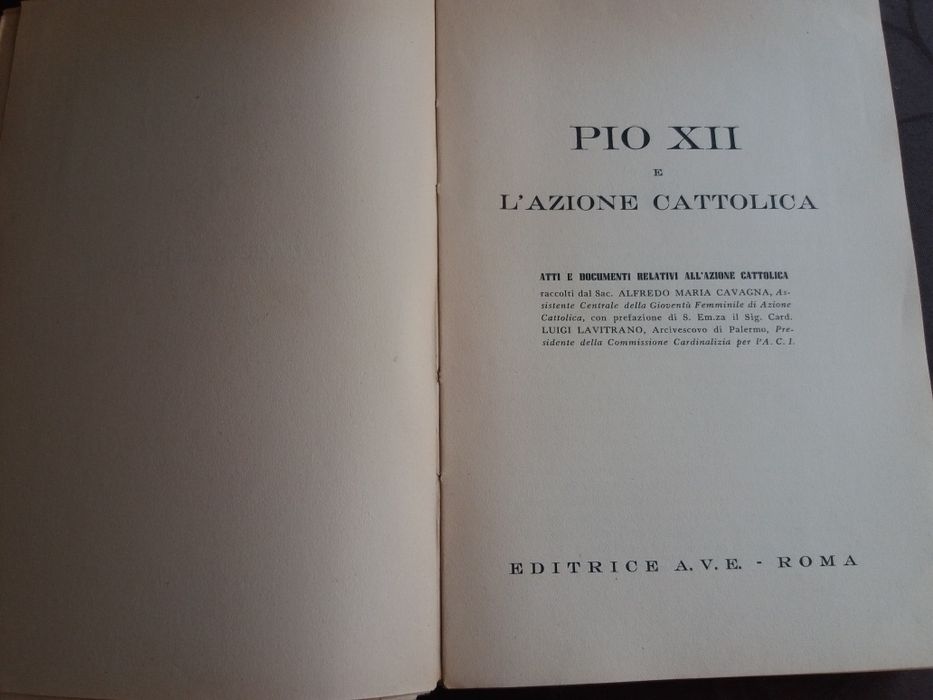 PIO XII
E
L'AZIONE CATTOLICA
ATTI E DOCUMENTI RELATIVI ALL'AZIONE CATTOLICA
raccolti dal Sac. ALFREDO MARIA CAVAGNA, As-
sistente Centrale della Gioventù Femminile di Azione
Cattolica, con prefazione di S. Em.za il Sig. Card.
LUIGI LAVITRANO, Arcivescovo di Palermo, Pre-
sidente della Commissione Cardinalizia per l'A. C. I.
EDITRICE A. V. E. - ROMA